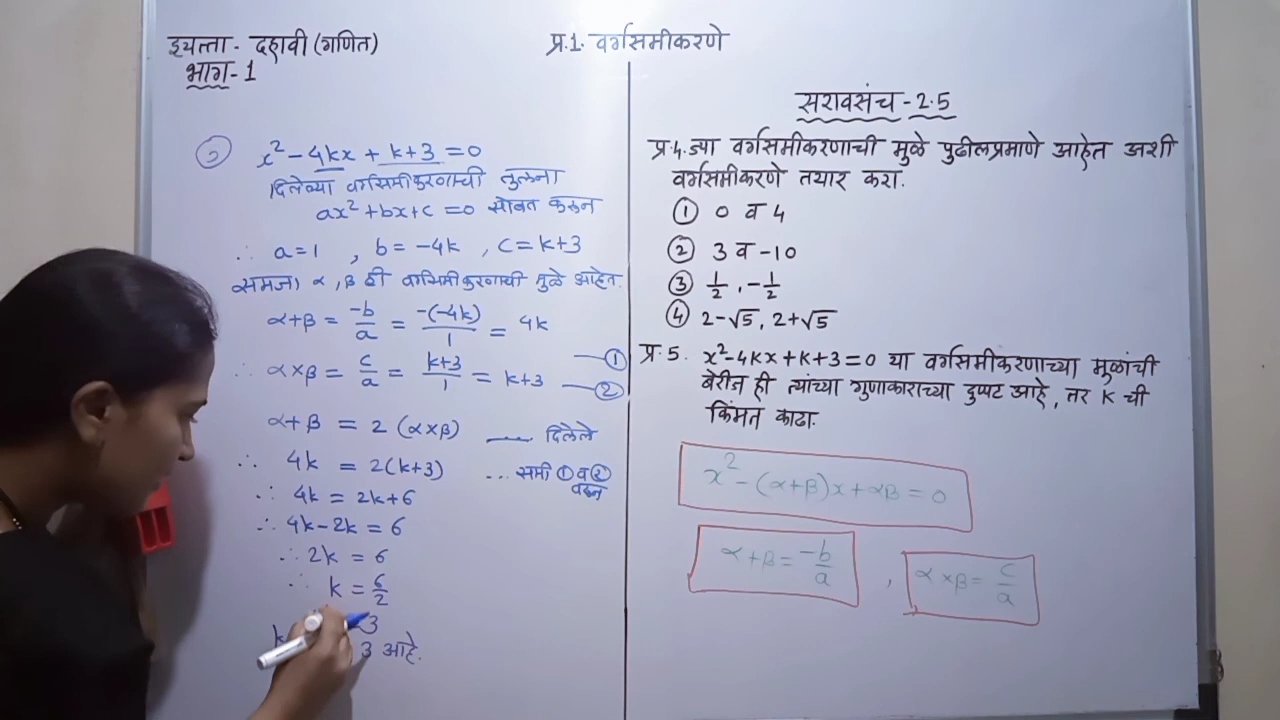 इयत्ता - दहावी (गणित)
भाग - 1
प्र.1. वर्गसमीकरणे
x² - 4kx + k+3 = 0
दिलेल्या वर्गसमीकरणाची तुलना
ax² + bx + c = 0 सोबत करून
∴ a = 1 , b = -4k , c = k+3
समजा α, β ही वर्गसमीकरणाची मुळे आहेत.
α+β = -b/a = -(-4k)/1 = 4k —①
∴ α×β = c/a = k+3/1 = k+3 —②
α+β = 2 (α×β) — दिलेले
∴ 4k = 2(k+3) ... समी ① व ② वरून
∴ 4k = 2k+6
∴ 4k-2k = 6
∴ 2k = 6
∴ k = 6/2
3
k 3 आहे.
सरावसंच - 2.5
प्र.4. ज्या वर्गसमीकरणाची मुळे पुढीलप्रमाणे आहेत अशी
वर्गसमीकरणे तयार करा.
① 0 व 4
② 3 व -10
③ 1/2 , -1/2
④ 2-√5, 2+√5
प्र. 5. x²-4kx+k+3=0 या वर्गसमीकरणाच्या मुळांची
बेरीज ही त्यांच्या गुणाकाराच्या दुप्पट आहे, तर k ची
किंमत काढा.
x² - (α+β)x + αβ = 0
α+β = -b/a , α×β = c/a